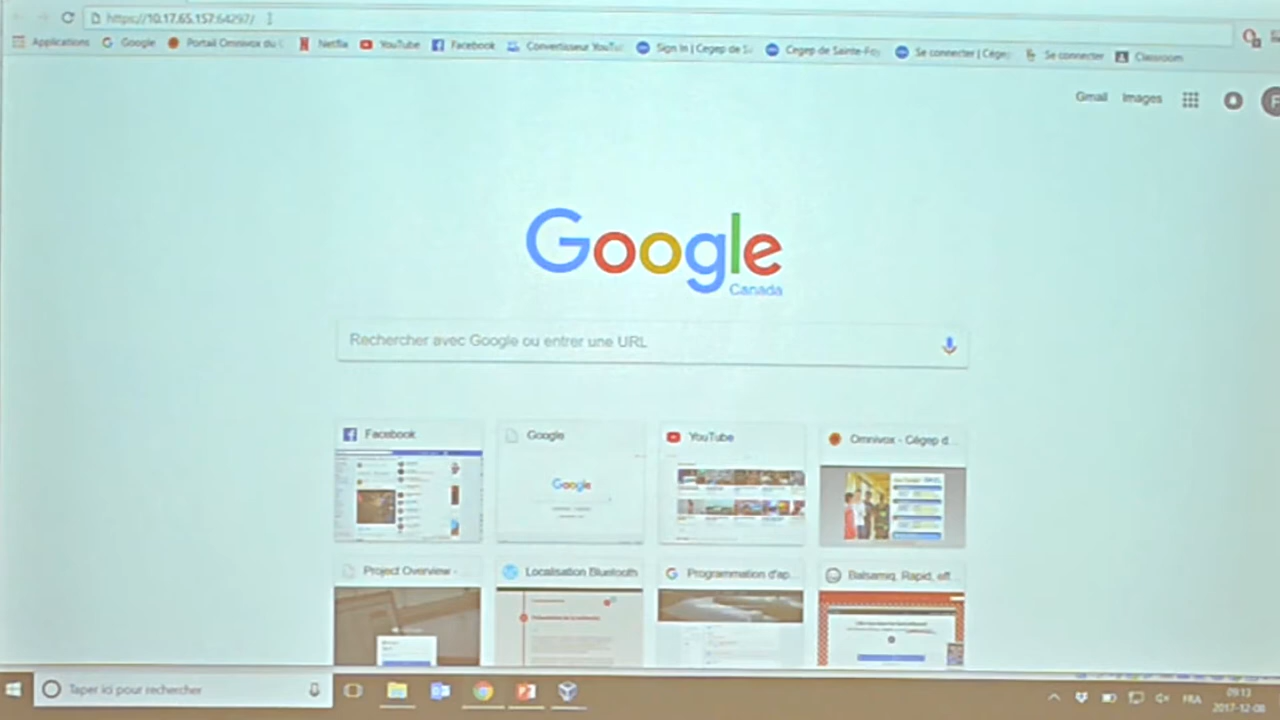 https://10.17.65.157:64297/
Applications Google Portail Omnivox du C Netflix YouTube Facebook Convertisseur YouTu Sign In | Cegep de S Cegep de Sainte-Foy Se connecter | Cége Se connecter Classroom
Gmail Images
Google
Canada
Rechercher avec Google ou entrer une URL
Facebook Google YouTube Omnivox - Cégep d...
Google
Project Overview - Localisation Bluetooth Programmation d'ap... Balsamiq, Rapid, eff...
Taper ici pour rechercher
FRA
09:13
2017-12-08